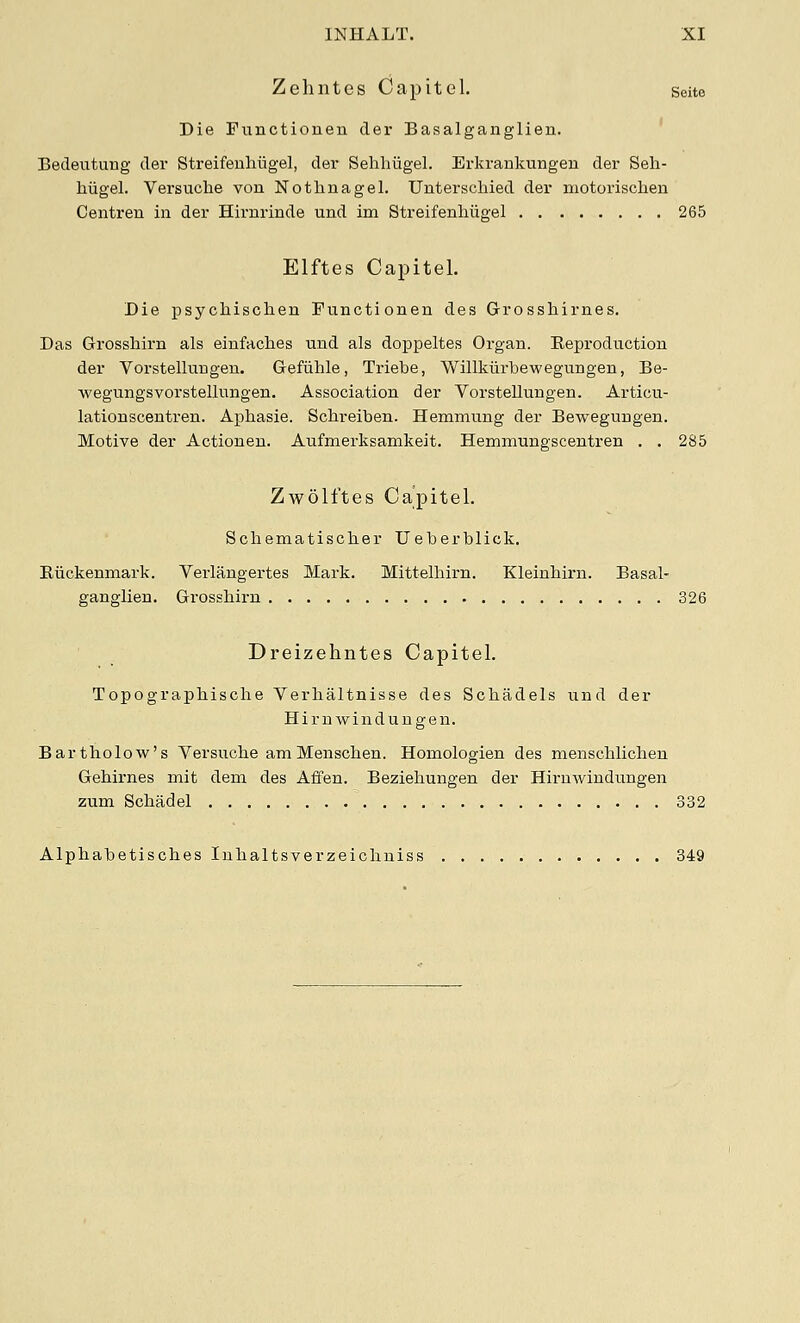 INHALT. XI
Zehntes Capitel. Seite
Die Functionen der Basalganglien.
Bedeutung der Streifenhügel, der Sehhügel. Erkrankungen der Seh-
hügel. Versuche von Nothnagel. Unterschied der motorischen
Centren in der Hirnrinde und im Streifenhügel . . . . . . . . 265
Elftes Capitel.
Die psychischen Functionen des Grosshirnes.
Das Grosshirn als einfaches und als doppeltes Organ. Reproduction
der Vorstellungen. Gefühle, Triebe, Willkürbewegungen, Be-
wegungsvorstellungen. Association der Vorstellungen. Articu-
lationscentren. Aphasie. Schreiben. Hemmung der Bewegungen.
Motive der Actionen. Aufmerksamkeit. Hemmungscentren . . 285
Zwölftes Capitel.
Schematischer Ueberblick.
Rückenmark. Verlängertes Mark. Mittelhirn. Kleinhirn. Basal-
ganglien. Grosshirn . . . . . . . . . . . . . . . . . . . . . 326
Dreizehntes Capitel.
Topographische Verhältnisse des Schädels und der
Hirnwindungen.
Bartholow's Versuche am Menschen. Homologien des menschlichen
Gehirnes mit dem des Affen. Beziehungen der Hirnwindungen
zum Schädel . . . . . . . . . . . . . . . . . . . . . . . . 332
Alphabetisches Inhaltsverzeichniss . . . . . . . . . . . . 349